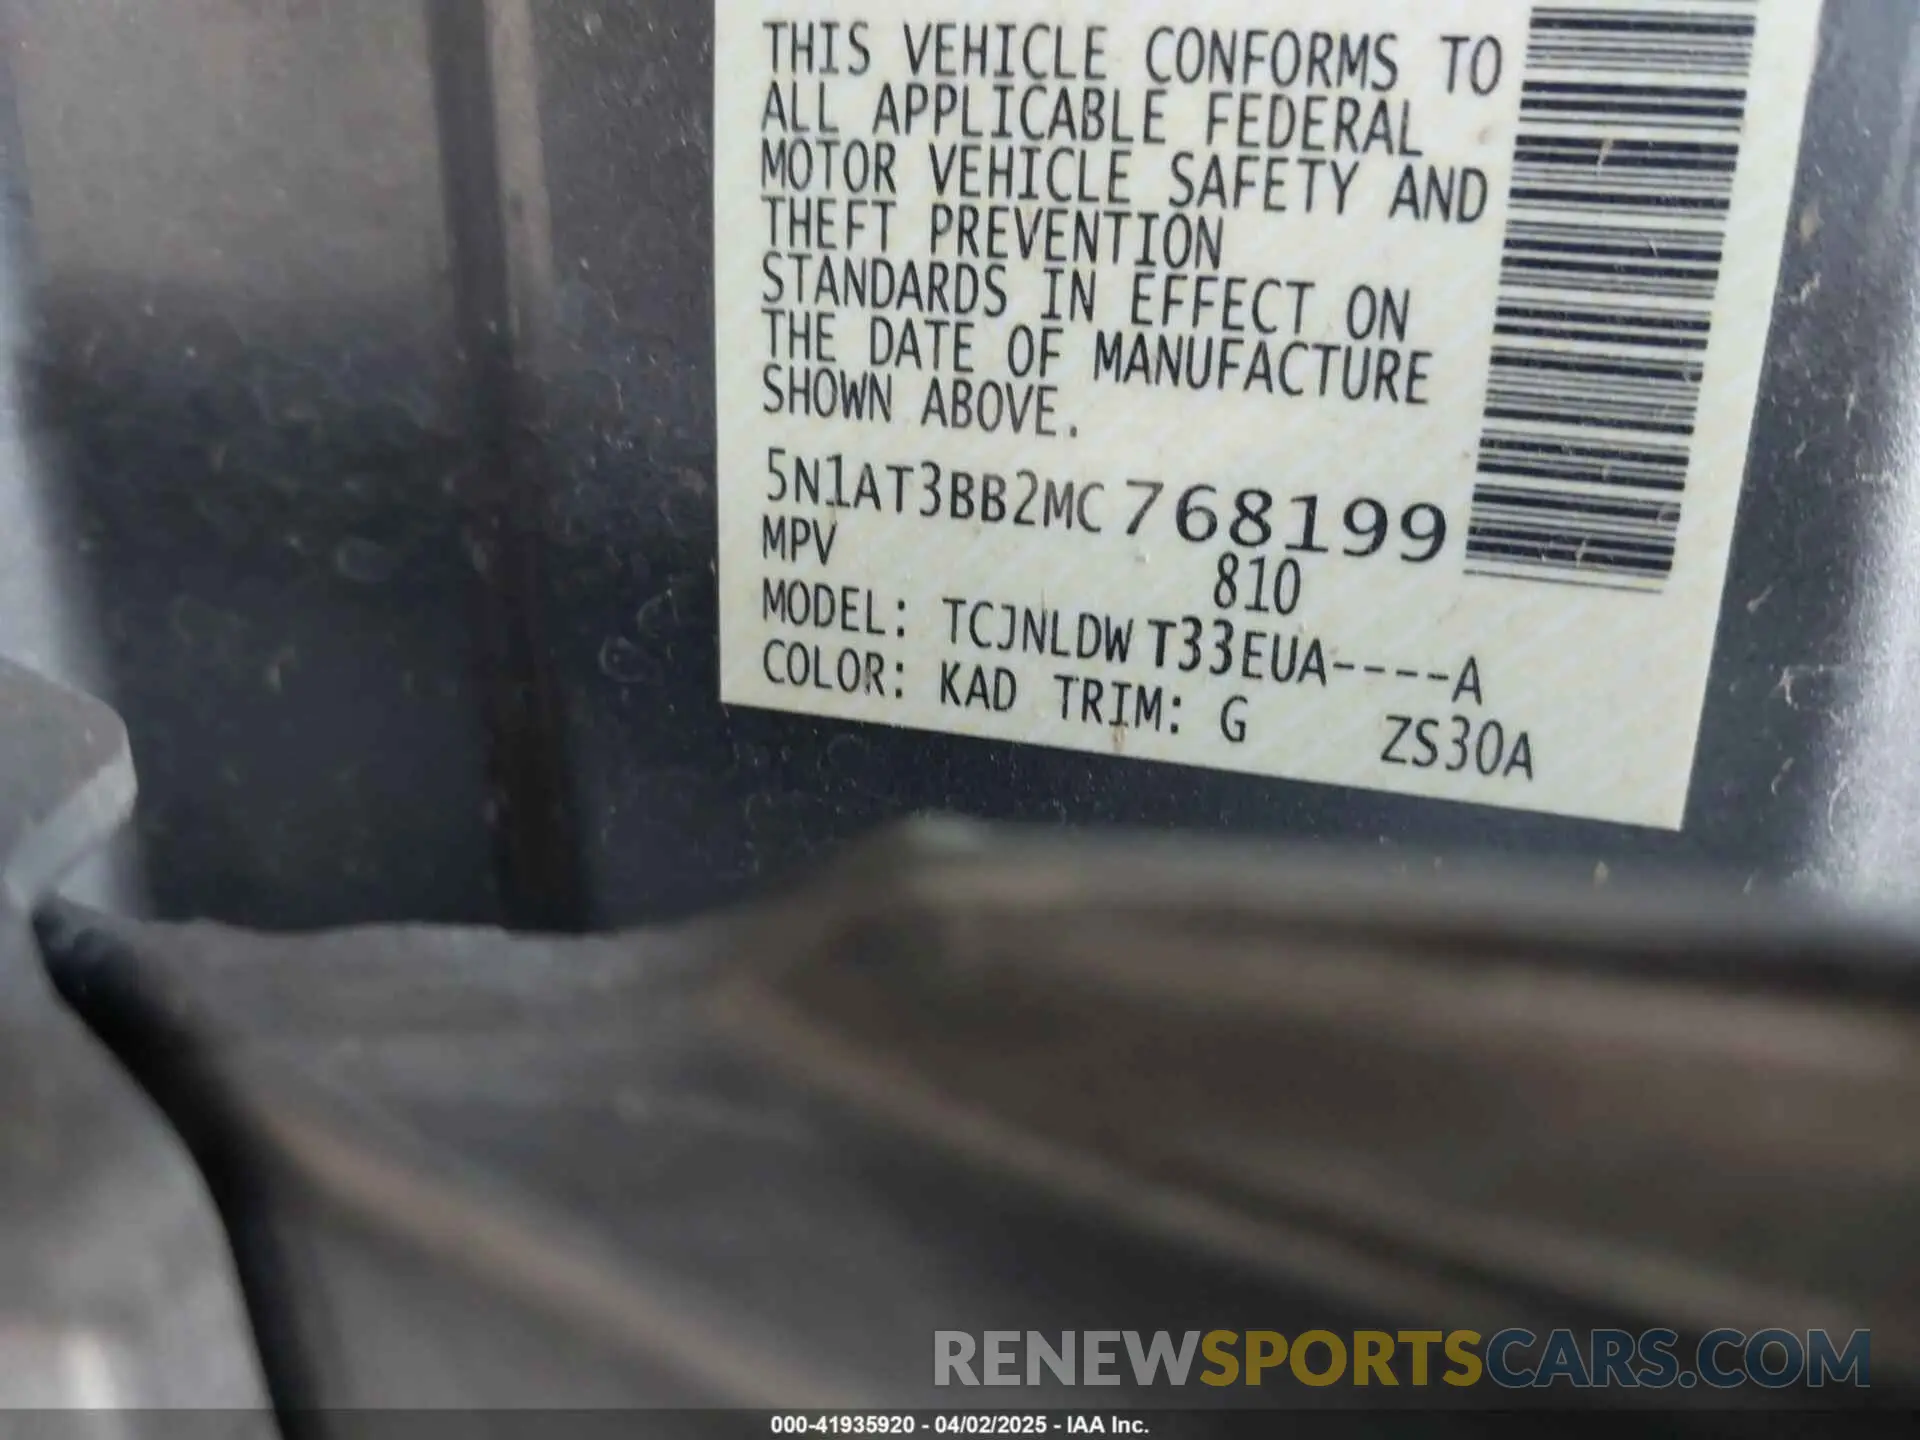 THIS VEHICLE CONFORMS TO
ALL APPLICABLE FEDERAL
MOTOR VEHICLE SAFETY AND
THEFT PREVENTION
STANDARDS IN EFFECT ON
THE DATE OF MANUFACTURE
SHOWN ABOVE.
5N1AT3BB2MC768199
MPV 810
MODEL: TCJNLDWT33EUA----A
COLOR: KAD TRIM: G ZS30A
RENEWSPORTSCARS.COM
000-41935920 - 04/02/2025 - IAA Inc.